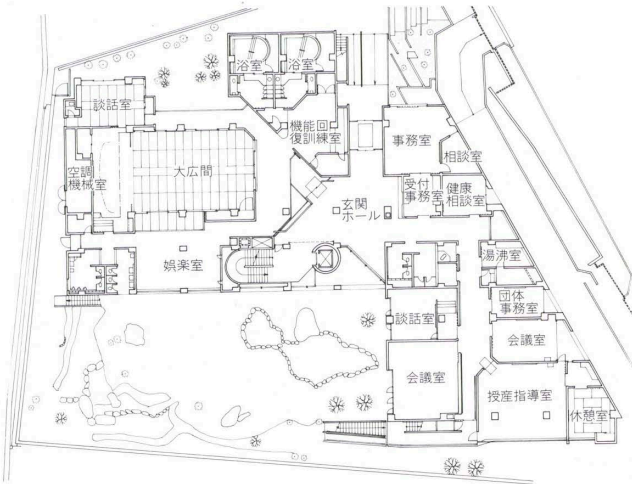 浴室
浴室
談話室
機能回
復訓練室
事務室
相談室
空調
機械室
大広間
受付
事務室
健康
相談室
玄関
ホール
娯楽室
湯沸室
団体
事務室
談話室
会議室
会議室
授産指導室
休憩室